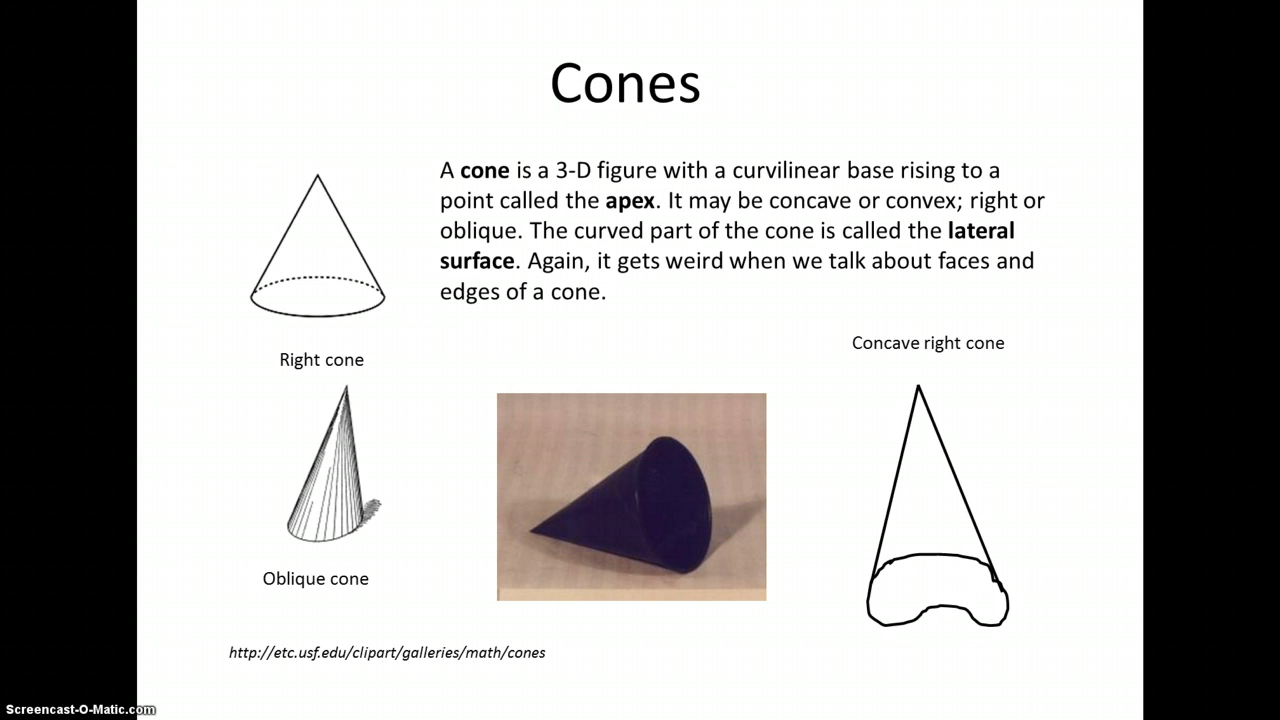 Cones
A cone is a 3-D figure with a curvilinear base rising to a
point called the apex. It may be concave or convex; right or
oblique. The curved part of the cone is called the lateral
surface. Again, it gets weird when we talk about faces and
edges of a cone.
Concave right cone
Right cone
Oblique cone
http://etc.usf.edu/clipart/galleries/math/cones
Screencast-O-Matic.com